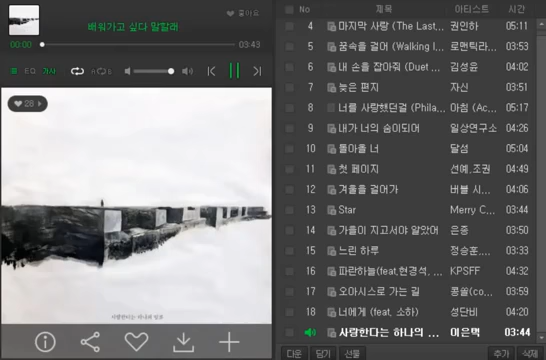 좋아요
배워가고 싶다 말할래
00:00 03:43
EQ 가사
28
사랑한다는 하나의 말로
No 제목 아티스트 시간
4 마지막 사랑 (The Last,... 권인하 05:11
5 꿈속을 걸어 (Walking I... 로맨틱라... 03:53
6 내 손을 잡아줘 (Duet ... 김성윤 04:02
7 늦은 편지 자신 03:51
8 너를 사랑했던걸 (Phila... 아침 (Ac... 05:17
9 내가 너의 숨이되어 일상연구소 04:26
10 돌아올 너 달섬 05:04
11 첫 페이지 선예,조권 04:49
12 겨울을 걸어가 버블 시... 04:06
13 Star Merry C... 03:44
14 가을이 지고서야 알았어 은종 03:50
15 느린 하루 정승훈,... 03:33
16 파란하늘(feat,현경석, ... KPSFF 04:32
17 오아시스로 가는 길 콩쏠(co... 03:59
18 너에게 (feat, 소하) 성단비 04:20
사랑한다는 하나의 ... 이은택 03:44
다운 담기 선물 추가 삭제